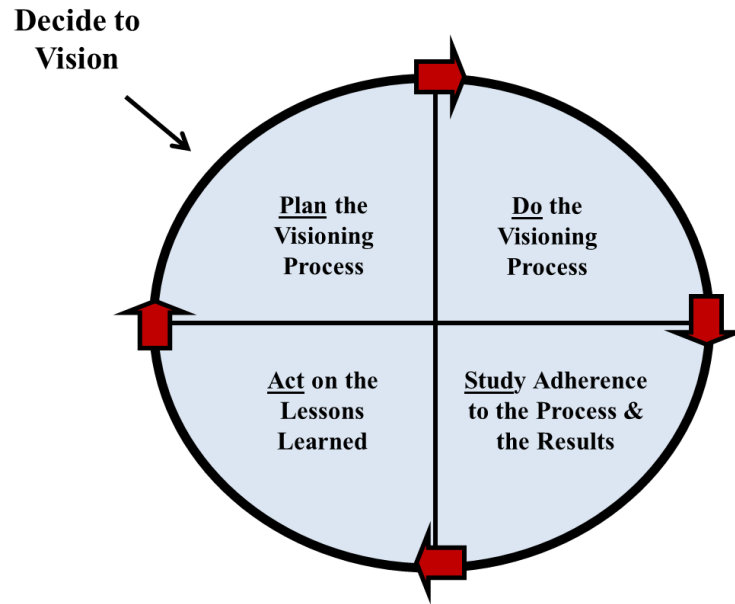 Decide to
Vision
Plan the
Visioning
Process
Do the
Visioning
Process
Act on the
Lessons
Learned
Study Adherence
to the Process &
the Results